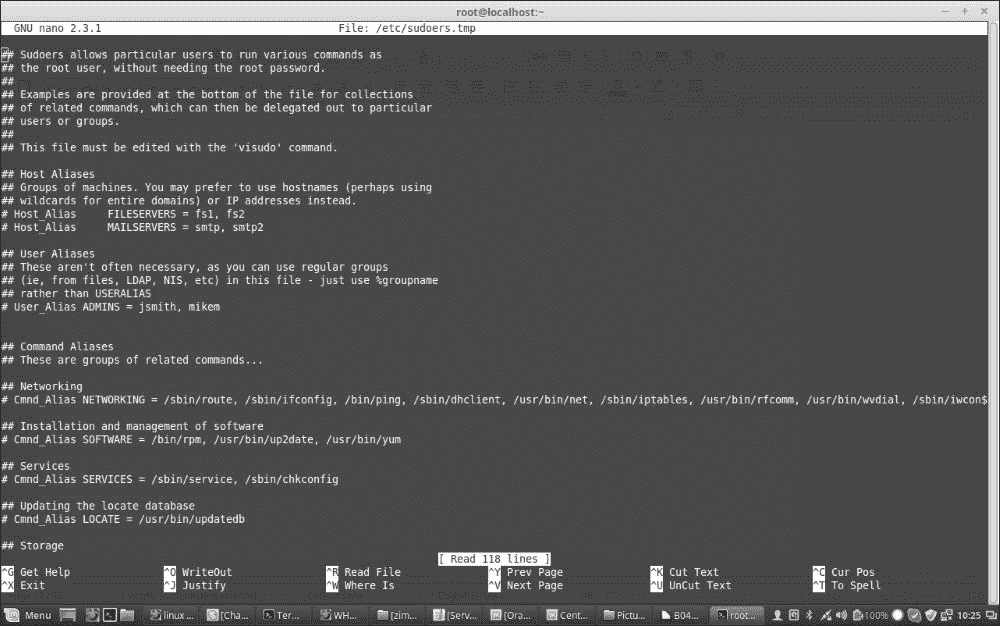 root@localhost:~
GNU nano 2.3.1 File: /etc/sudoers.tmp
## Sudoers allows particular users to run various commands as
## the root user, without needing the root password.
##
## Examples are provided at the bottom of the file for collections
## of related commands, which can then be delegated out to particular
## users or groups.
##
## This file must be edited with the 'visudo' command.
## Host Aliases
## Groups of machines. You may prefer to use hostnames (perhaps using
## wildcards for entire domains) or IP addresses instead.
# Host_Alias     FILESERVERS = fs1, fs2
# Host_Alias     MAILSERVERS = smtp, smtp2
## User Aliases
## These aren't often necessary, as you can use regular groups
## (ie, from files, LDAP, NIS, etc) in this file - just use %groupname
## rather than USERALIAS
# User_Alias ADMINS = jsmith, mikem
## Command Aliases
## These are groups of related commands...
## Networking
# Cmnd_Alias NETWORKING = /sbin/route, /sbin/ifconfig, /bin/ping, /sbin/dhclient, /usr/bin/net, /sbin/iptables, /usr/bin/rfcomm, /usr/bin/wvdial, /sbin/iwcon$
## Installation and management of software
# Cmnd_Alias SOFTWARE = /bin/rpm, /usr/bin/up2date, /usr/bin/yum
## Services
# Cmnd_Alias SERVICES = /sbin/service, /sbin/chkconfig
## Updating the locate database
# Cmnd_Alias LOCATE = /usr/bin/updatedb
## Storage
[ Read 118 lines ]
^G Get Help ^O WriteOut ^R Read File ^Y Prev Page ^K Cut Text ^C Cur Pos
^X Exit ^J Justify ^W Where Is ^V Next Page ^U UnCut Text ^T To Spell
Menu linux ... [Cha... Ter... WH... [zim... [Serv... [Ora... Cent... Pictu... B04... root... 100% 10:25